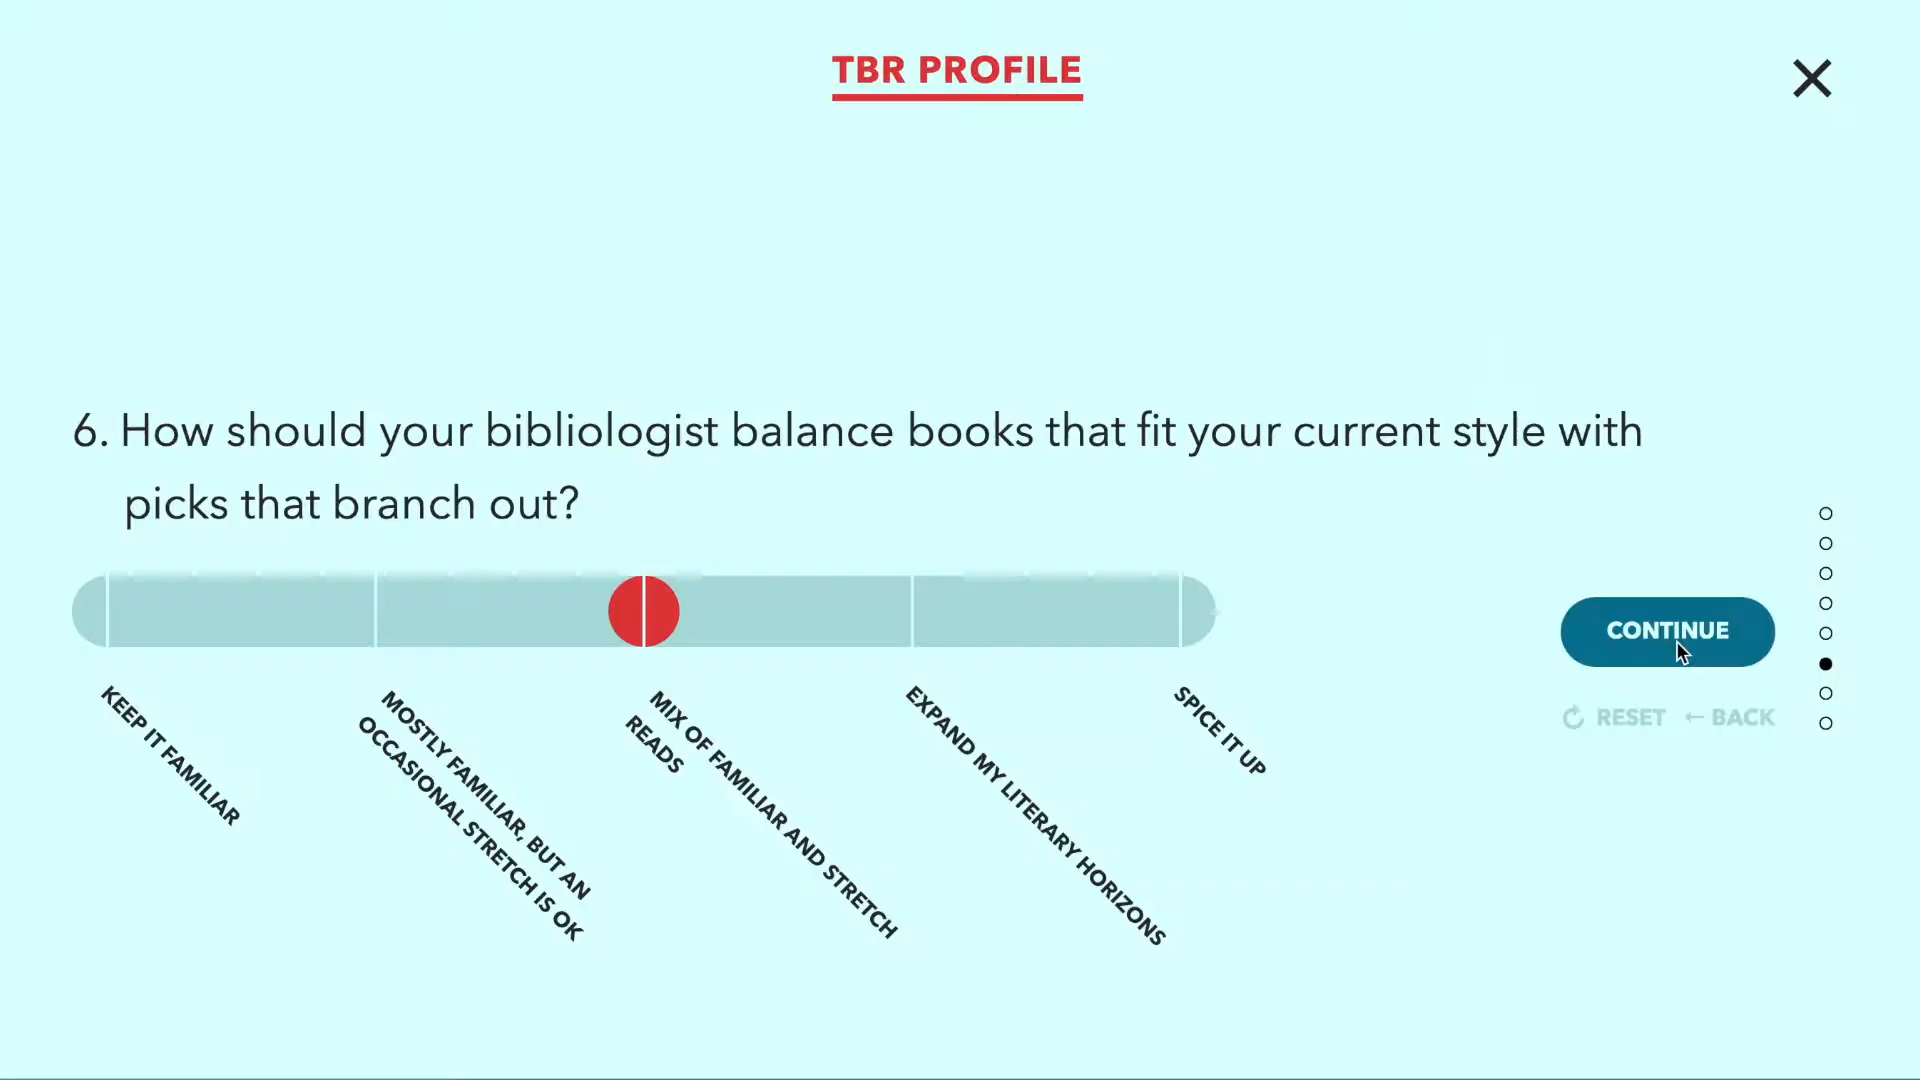 TBR PROFILE
6. How should your bibliologist balance books that fit your current style with
picks that branch out?
KEEP IT FAMILIAR
MOSTLY FAMILIAR, BUT AN
OCCASIONAL STRETCH IS OK
MIX OF FAMILIAR AND STRETCH
READS
EXPAND MY LITERARY HORIZONS
SPICE IT UP
CONTINUE
RESET ← BACK